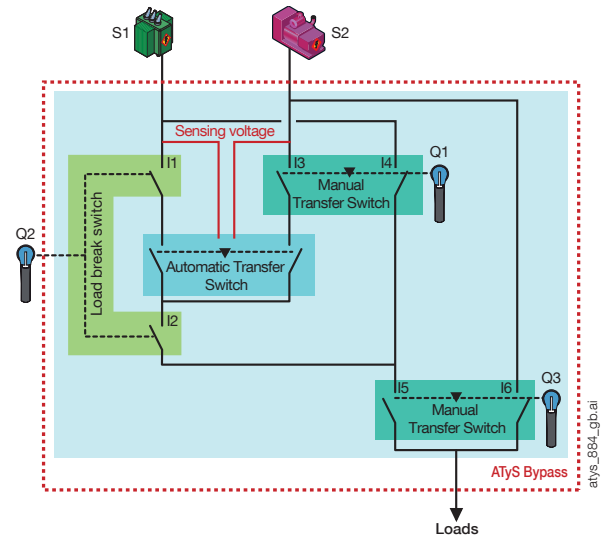 S1
S2
Sensing voltage
Q1
I1
I3
I4
Manual
Transfer Switch
Q2
Load break switch
Automatic Transfer
Switch
I2
I5
I6
Q3
Manual
Transfer Switch
ATyS Bypass
atys_884_gb.ai
Loads